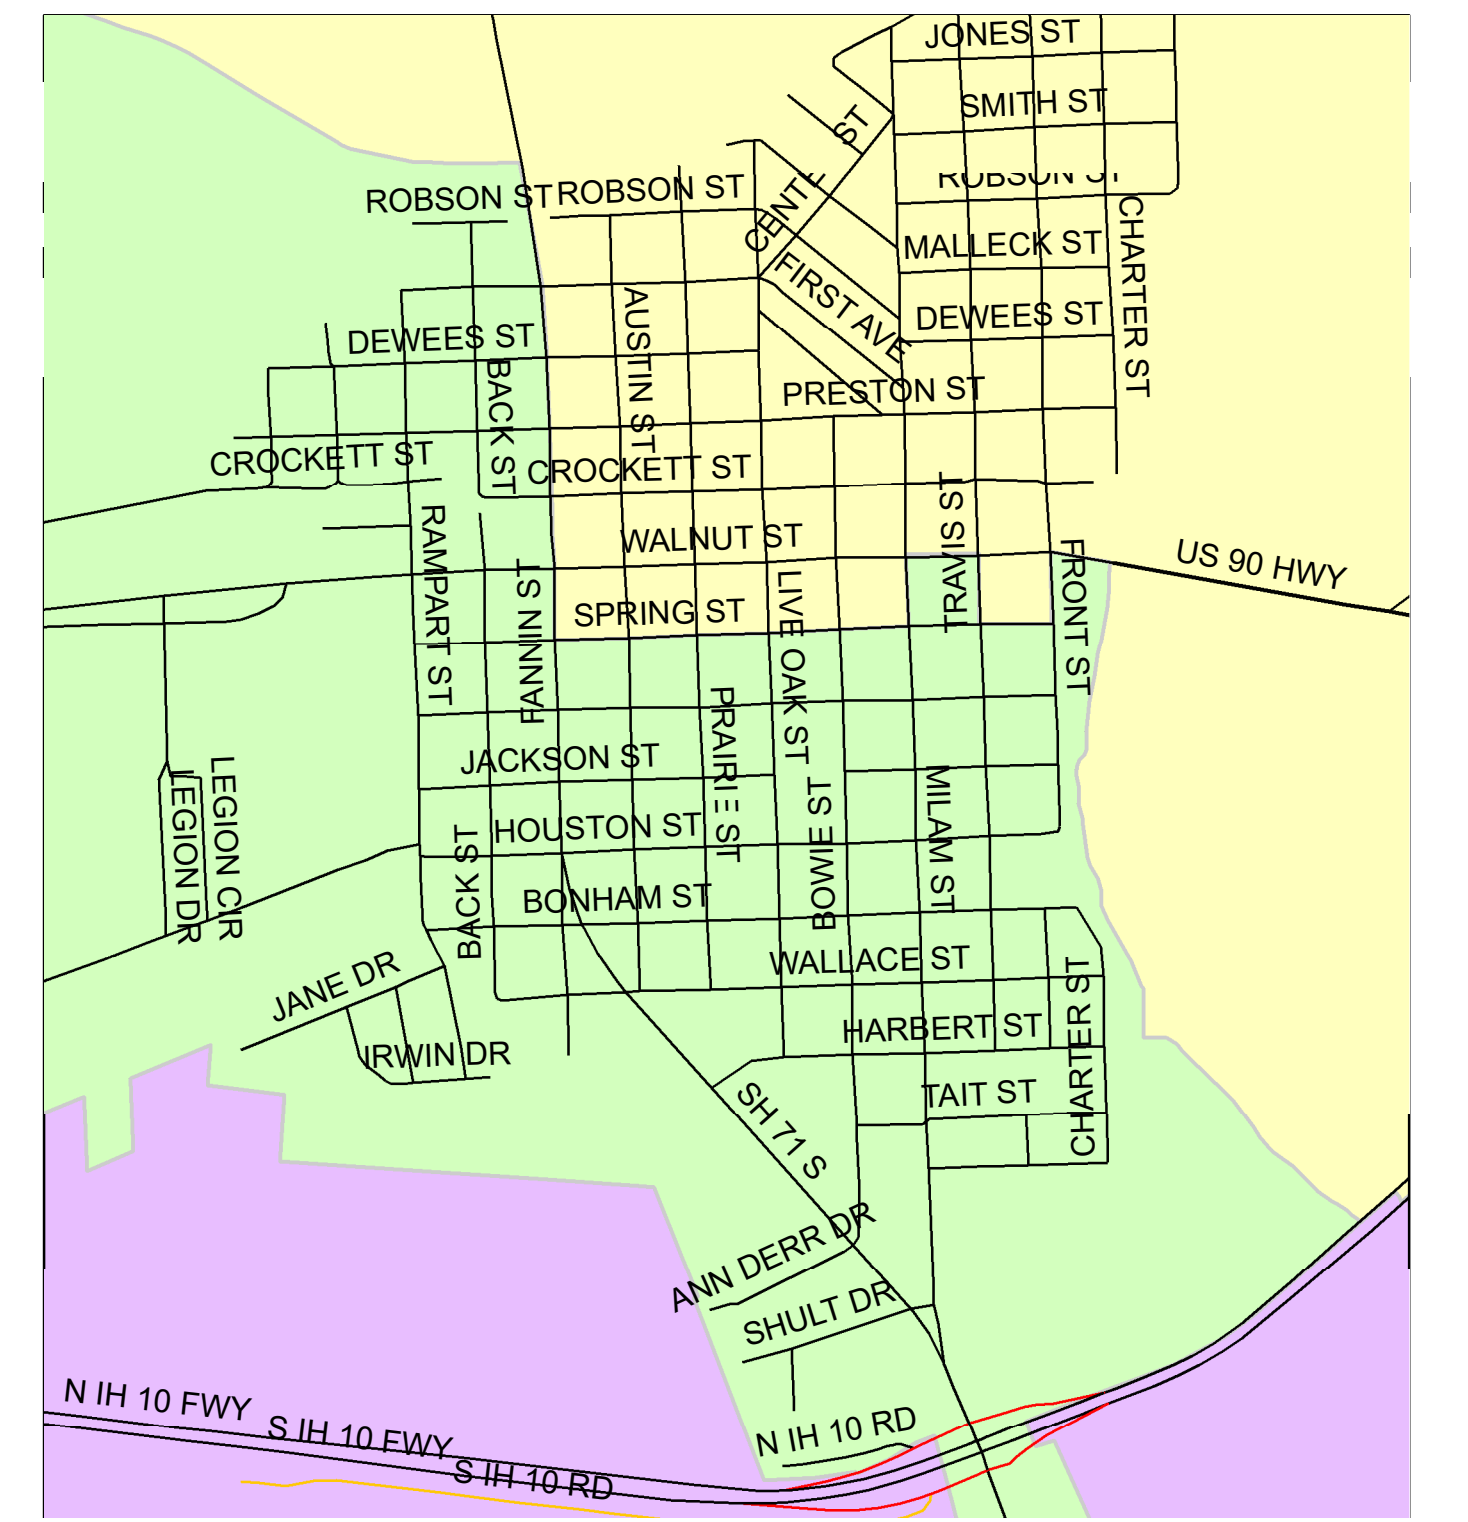 JONES ST
SMITH ST
CENTE ST
ROBSON ST
ROBSON ST
ROBSON ST
CHARTER ST
MALLECK ST
FIRST AVE
DEWEES ST
AUSTIN ST
DEWEES ST
BACK ST
PRESTON ST
CROCKETT ST
CROCKETT ST
TRAVIS ST
RAMPART ST
WALNUT ST
FRONT ST
US 90 HWY
FANNIN ST
LIVE OAK ST
SPRING ST
PRAIRIE ST
JACKSON ST
LEGION CIR
LEGION DR
MILAM ST
BOWIE ST
HOUSTON ST
BACK ST
BONHAM ST
WALLACE ST
JANE DR
CHARTER ST
HARBERT ST
IRWIN DR
TAIT ST
SH 71 S
ANN DERR DR
SHULT DR
N IH 10 FWY
S IH 10 FWY
N IH 10 RD
S IH 10 RD